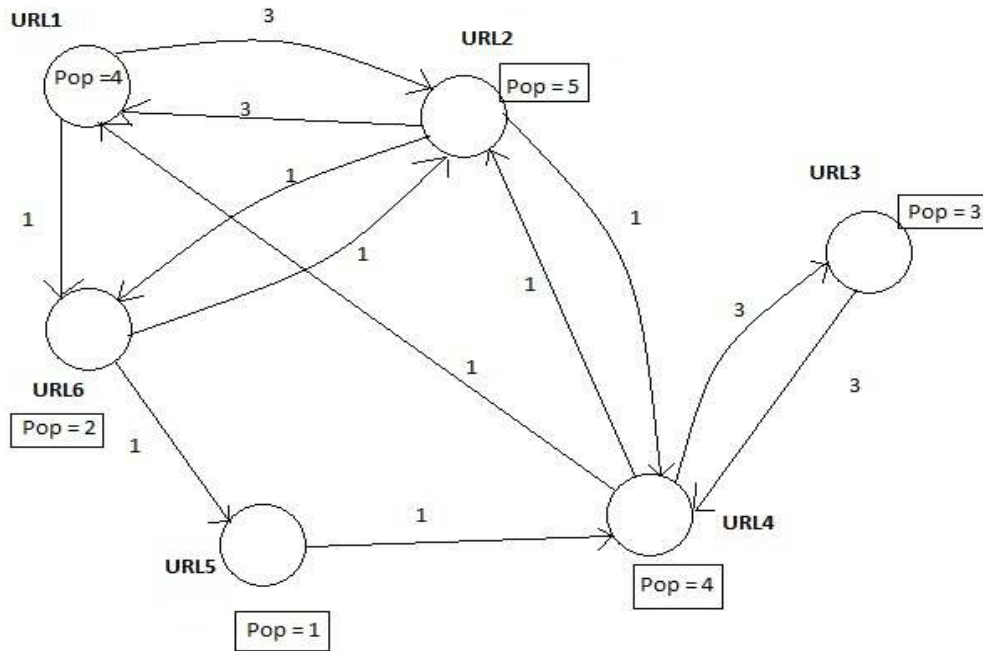 URL1
3
URL2
Pop =4
Pop = 5
3
1
URL3
Pop = 3
1
1
1
1
3
1
3
URL6
Pop = 2
1
1
URL4
URL5
Pop = 4
Pop = 1